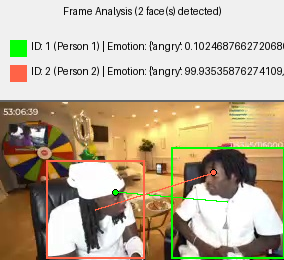 Frame Analysis (2 face(s) detected)
ID: 1 (Person 1) | Emotion: {'angry': 0.102468766272068
ID: 2 (Person 2) | Emotion: {'angry': 99.93535876274109,
53:06:39